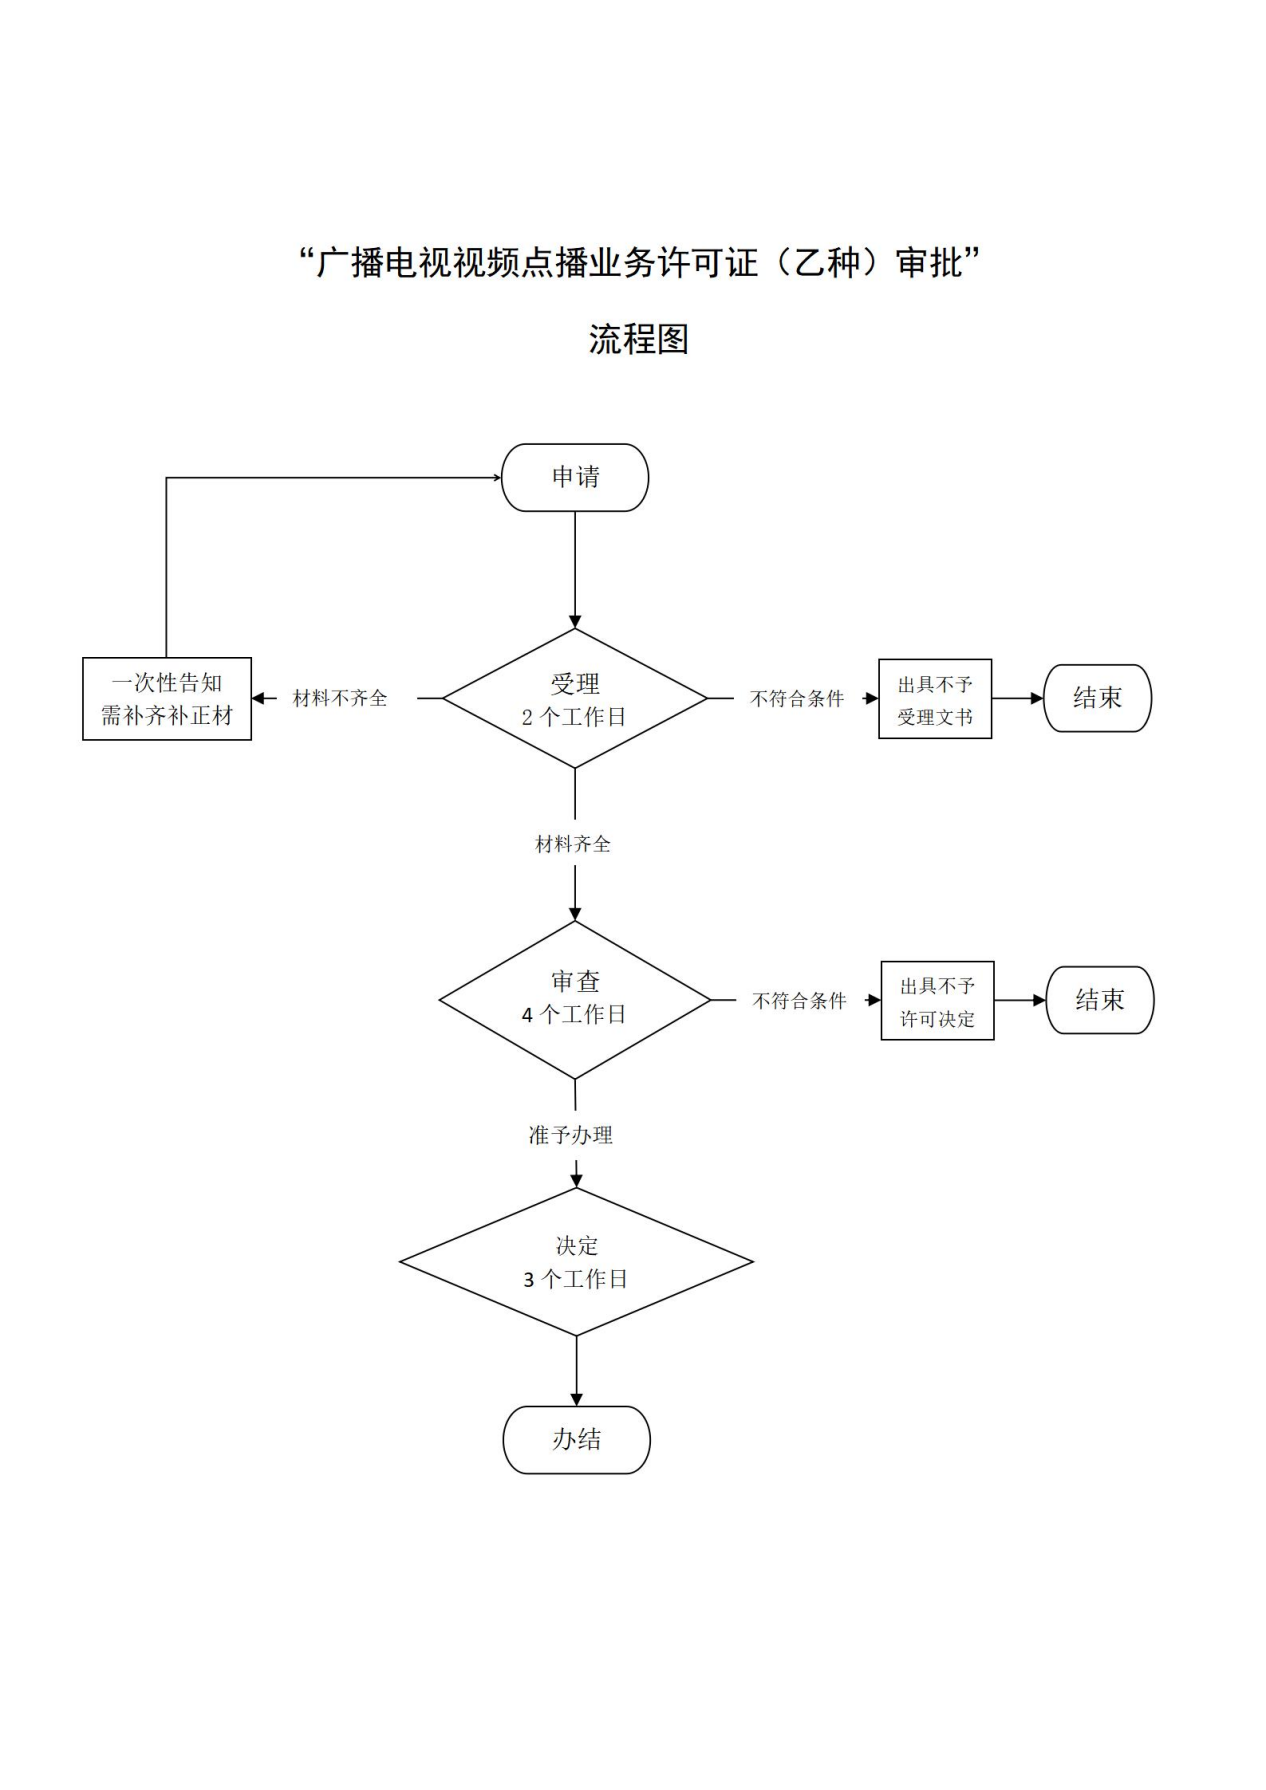 “广播电视视频点播业务许可证（乙种）审批”
流程图
申请
受理
2 个工作日
材料不齐全
一次性告知
需补齐补正材
不符合条件
出具不予
受理文书
结束
材料齐全
审查
4 个工作日
不符合条件
出具不予
许可决定
结束
准予办理
决定
3 个工作日
办结